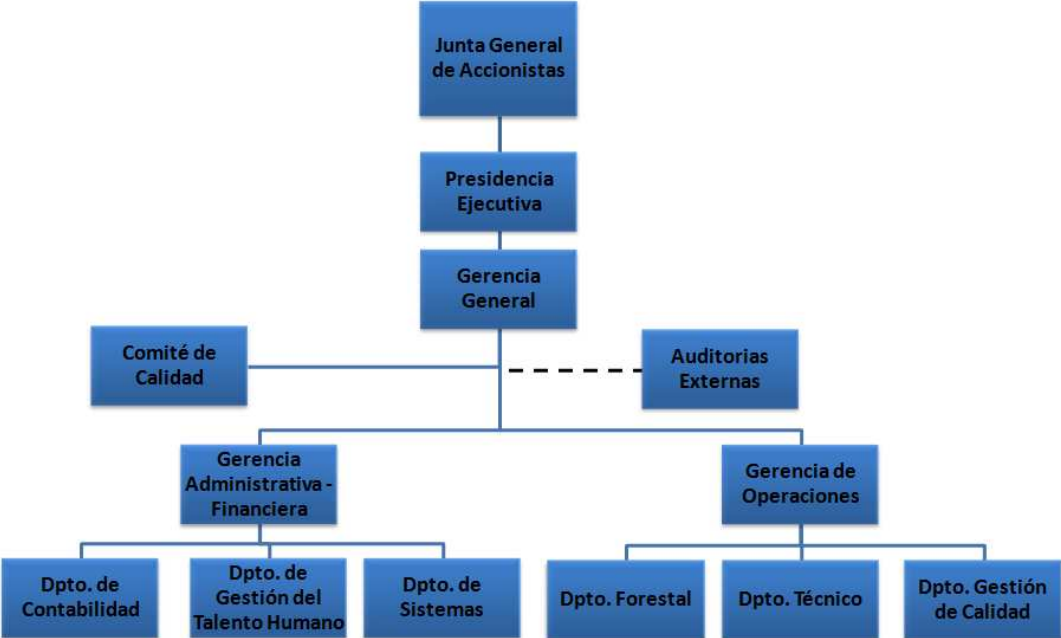 Junta General
de Accionistas
Presidencia
Ejecutiva
Gerencia
General
Comité de
Calidad
Auditorias
Externas
Gerencia
Administrativa -
Financiera
Gerencia de
Operaciones
Dpto. de
Contabilidad
Dpto. de
Gestión del
Talento Humano
Dpto. de
Sistemas
Dpto. Forestal
Dpto. Técnico
Dpto. Gestión
de Calidad